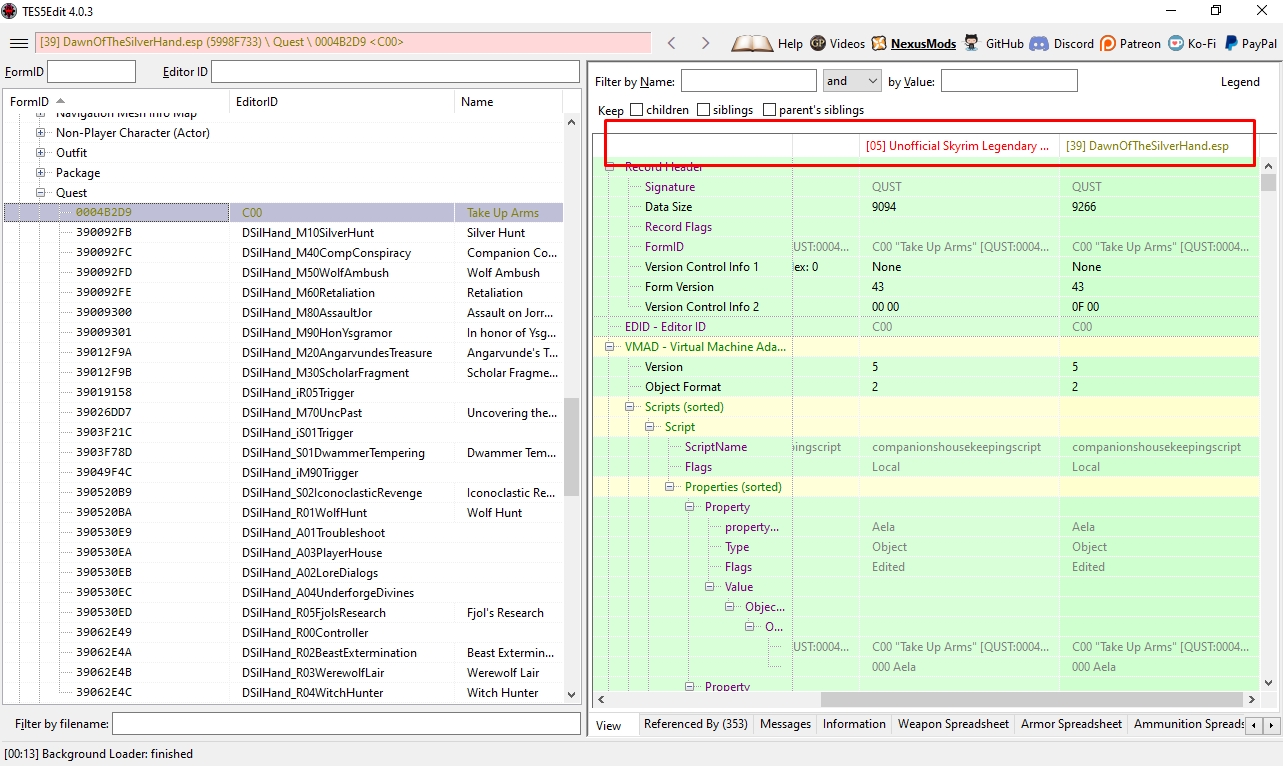 TES5Edit 4.0.3
[39] DawnOfTheSilverHand.esp (5998F733) \ Quest \ 0004B2D9 <C00>
Help GP Videos NexusMods GitHub Discord Patreon Ko-Fi PayPal
FormID Editor ID
Filter by Name: and by Value: Legend
FormID EditorID Name
Keep children siblings parent's siblings
Navigation Mesh Info Map
Non-Player Character (Actor)
Outfit
Package
Quest
0004B2D9 C00 Take Up Arms
390092FB DSilHand_M10SilverHunt Silver Hunt
390092FC DSilHand_M40CompConspiracy Companion Co...
390092FD DSilHand_M50WolfAmbush Wolf Ambush
390092FE DSilHand_M60Retaliation Retaliation
39009300 DSilHand_M80AssaultJor Assault on Jorr...
39009301 DSilHand_M90HonYsgramor In honor of Ysg...
39012F9A DSilHand_M20AngarvundesTreasure Angarvunde's T...
39012F9B DSilHand_M30ScholarFragment Scholar Fragme...
39019158 DSilHand_iR05Trigger
39026DD7 DSilHand_M70UncPast Uncovering the...
3903F21C DSilHand_iS01Trigger
3903F78D DSilHand_S01DwammerTempering Dwammer Tem...
39049F4C DSilHand_iM90Trigger
390520B9 DSilHand_S02IconoclasticRevenge Iconoclastic Re...
390520BA DSilHand_R01WolfHunt Wolf Hunt
390530E9 DSilHand_A01Troubleshoot
390530EA DSilHand_A03PlayerHouse
390530EB DSilHand_A02LoreDialogs
390530EC DSilHand_A04UnderforgeDivines
390530ED DSilHand_R05FjolsResearch Fjol's Research
39062E49 DSilHand_R00Controller
39062E4A DSilHand_R02BeastExtermination Beast Extermin...
39062E4B DSilHand_R03WerewolfLair Werewolf Lair
39062E4C DSilHand_R04WitchHunter Witch Hunter
Filter by filename:
[05] Unofficial Skyrim Legendary ... [39] DawnOfTheSilverHand.esp
Record Header
Signature QUST QUST
Data Size 9094 9266
Record Flags
FormID UST:0004... C00 "Take Up Arms" [QUST:0004... C00 "Take Up Arms" [QUST:0004...
Version Control Info 1 ex: 0 None None
Form Version 43 43
Version Control Info 2 00 00 0F 00
EDID - Editor ID C00 C00
VMAD - Virtual Machine Ada...
Version 5 5
Object Format 2 2
Scripts (sorted)
Script
ScriptName ingscript companionshousekeepingscript companionshousekeepingscript
Flags Local Local
Properties (sorted)
Property
property... Aela Aela
Type Object Object
Flags Edited Edited
Value
Objec...
O...
UST:0004... C00 "Take Up Arms" [QUST:0004... C00 "Take Up Arms" [QUST:0004...
000 Aela 000 Aela
Property
View Referenced By (353) Messages Information Weapon Spreadsheet Armor Spreadsheet Ammunition Spreads
[00:13] Background Loader: finished